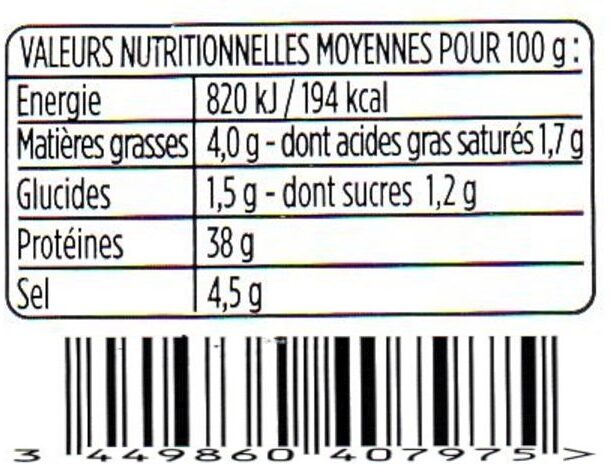 VALEURS NUTRITIONNELLES MOYENNES POUR 100 g :
Energie 820 kJ / 194 kcal
Matières grasses 4,0 g - dont acides gras saturés 1,7 g
Glucides 1,5 g - dont sucres 1,2 g
Protéines 38 g
Sel 4,5 g
3 449860 407975 >